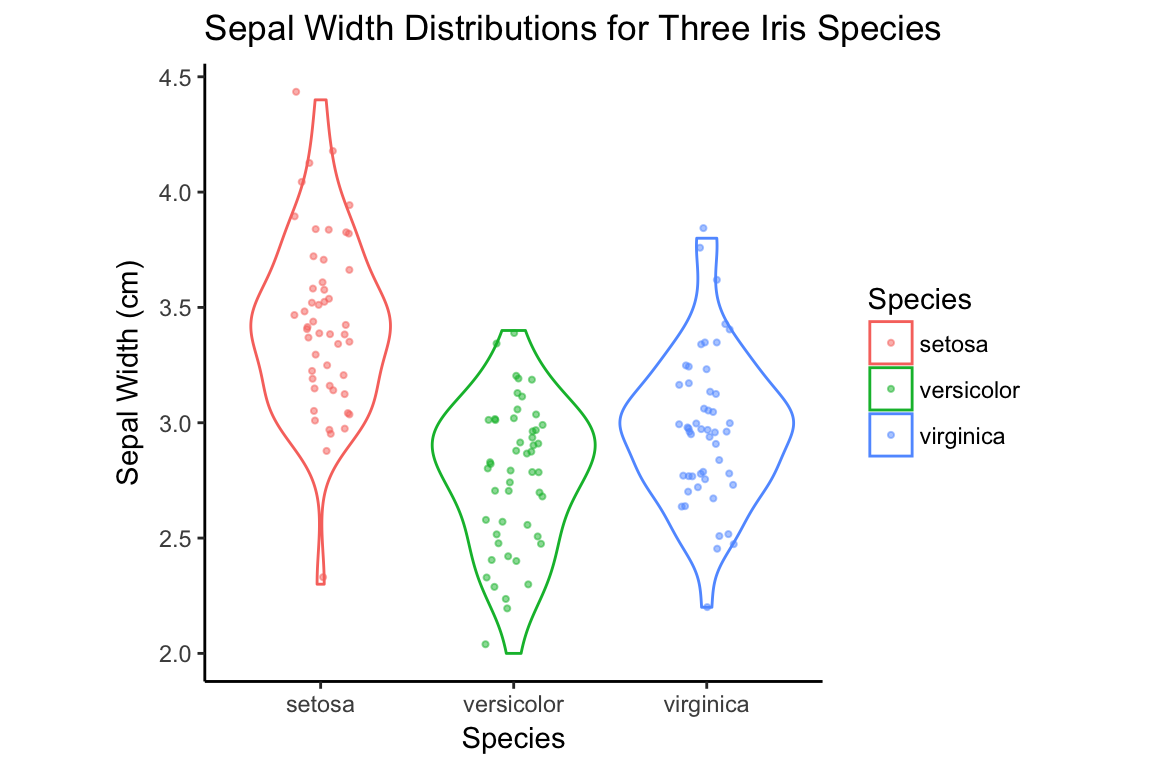 Sepal Width Distributions for Three Iris Species
4.5
4.0
3.5
3.0
2.5
2.0
Sepal Width (cm)
setosa
versicolor
virginica
Species
Species
setosa
versicolor
virginica